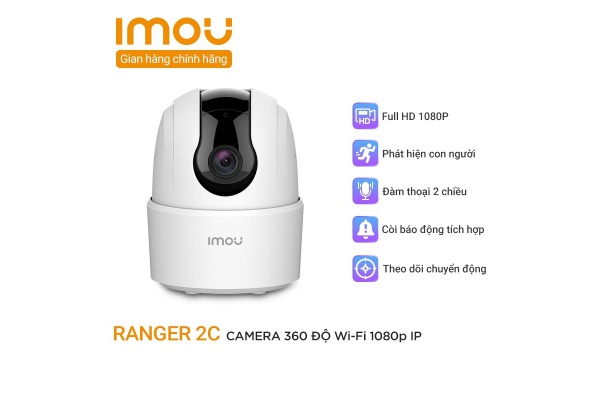 imou
Gian hàng chính hãng
HD
Full HD 1080P
Phát hiện con người
Đàm thoại 2 chiều
Còi báo động tích hợp
Theo dõi chuyển động
imou
RANGER 2C CAMERA 360 ĐỘ Wi-Fi 1080p IP